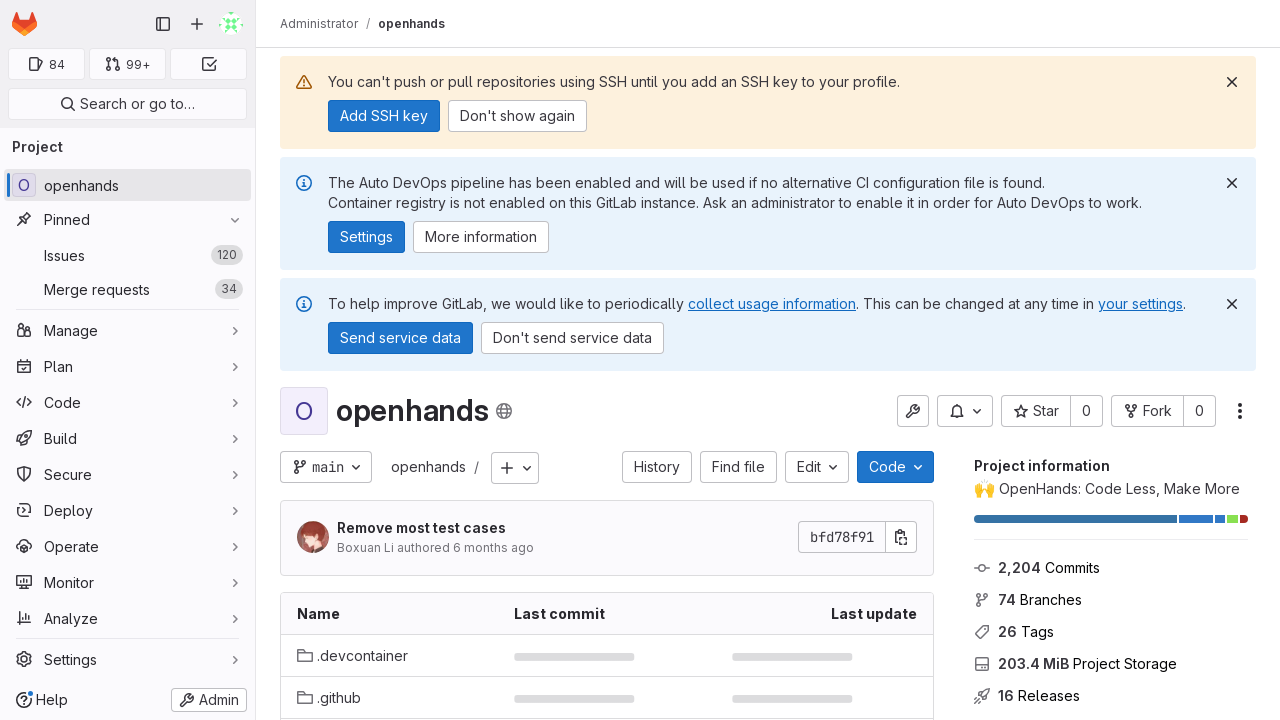 Administrator / openhands
84
99+
Search or go to…
Project
O openhands
Pinned
Issues 120
Merge requests 34
Manage
Plan
Code
Build
Secure
Deploy
Operate
Monitor
Analyze
Settings
Help
Admin
You can't push or pull repositories using SSH until you add an SSH key to your profile.
Add SSH key Don't show again
The Auto DevOps pipeline has been enabled and will be used if no alternative CI configuration file is found.
Container registry is not enabled on this GitLab instance. Ask an administrator to enable it in order for Auto DevOps to work.
Settings More information
To help improve GitLab, we would like to periodically collect usage information. This can be changed at any time in your settings.
Send service data Don't send service data
O openhands
Star 0 Fork 0
main openhands / History Find file Edit Code
Remove most test cases
Boxuan Li authored 6 months ago
bfd78f91
Name Last commit Last update
.devcontainer
.github
Project information
🙌 OpenHands: Code Less, Make More
2,204 Commits
74 Branches
26 Tags
203.4 MiB Project Storage
16 Releases